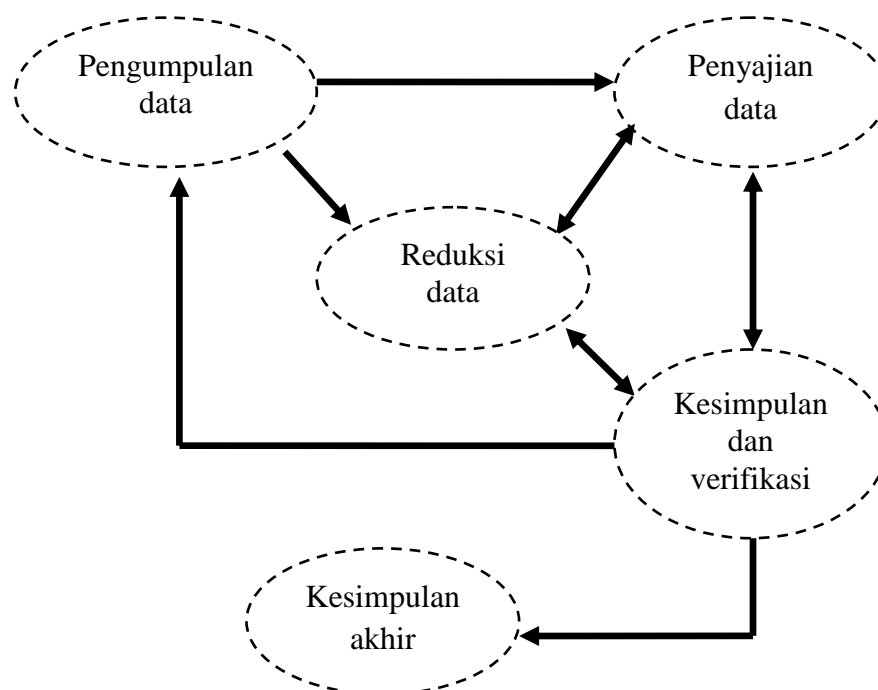 Pengumpulan
data
Penyajian
data
Reduksi
data
Kesimpulan
dan
verifikasi
Kesimpulan
akhir